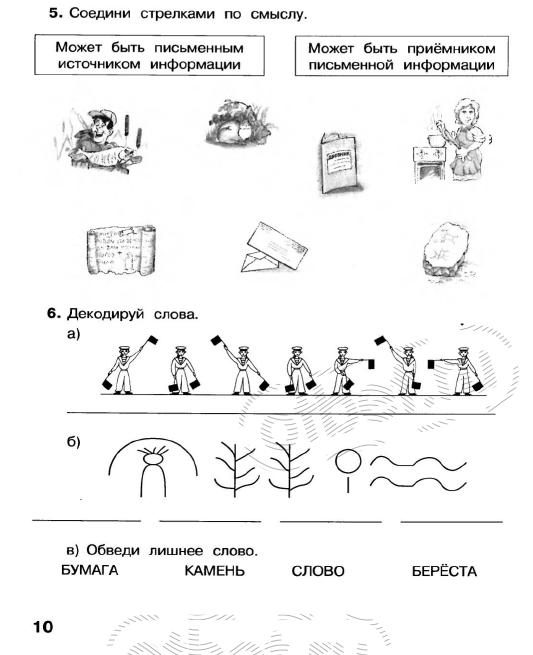 5. Соедини стрелками по смыслу.
Может быть письменным
источником информации
Может быть приёмником
письменной информации
ДНЕВНИК
6. Декодируй слова.
а)
б)
в) Обведи лишнее слово.
БУМАГА КАМЕНЬ СЛОВО БЕРЁСТА
10